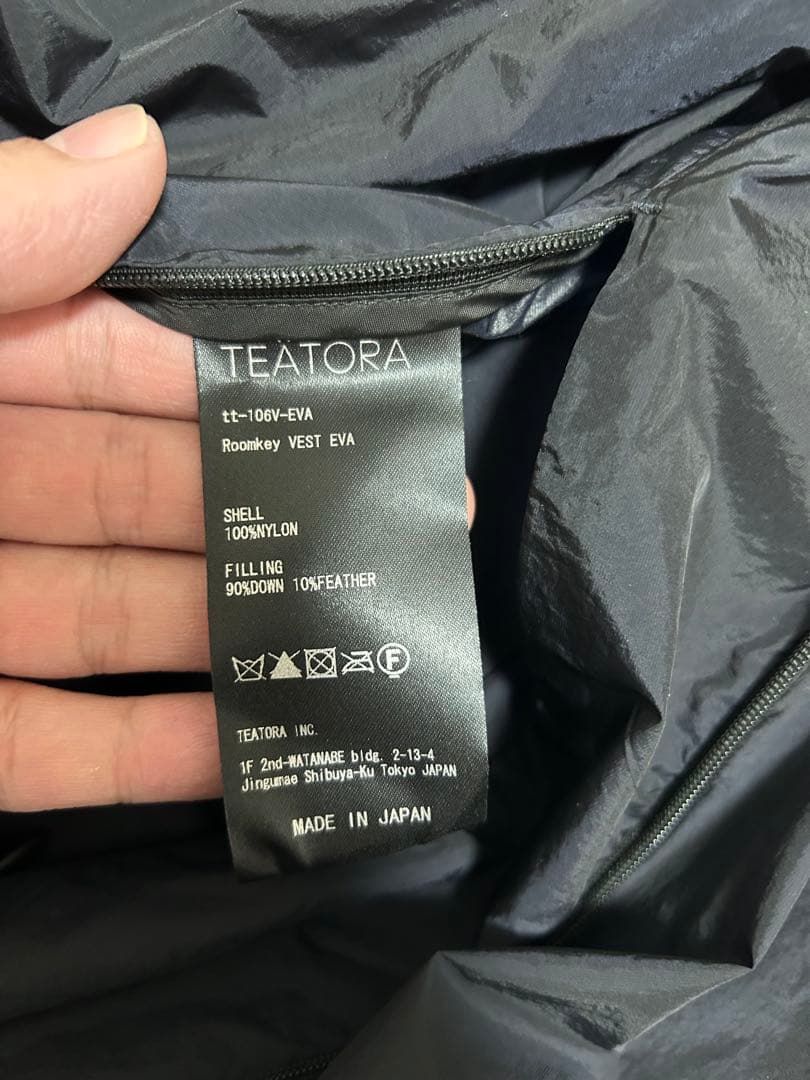 TEÄTORA
tt-106V-EVA
Roomkey VEST EVA
SHELL
100%NYLON
FILLING
90%DOWN 10%FEATHER
F
TEATORA INC.
1F 2nd-WATANABE bldg. 2-13-4
Jingumae Shibuya-Ku Tokyo JAPAN
MADE IN JAPAN